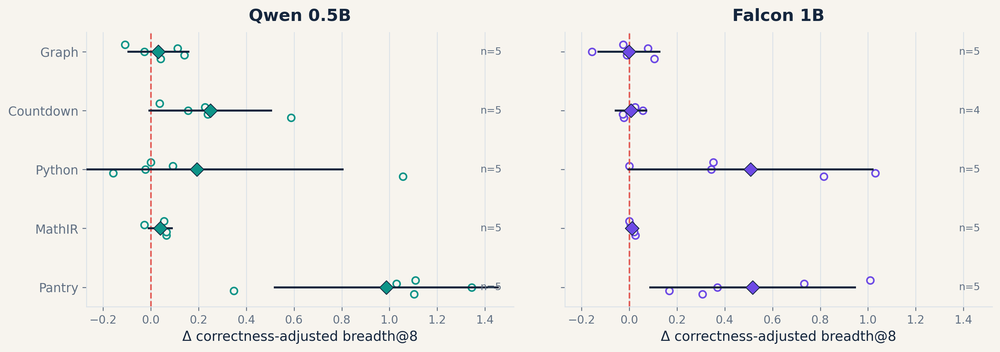 Qwen 0.5B
Falcon 1B
Graph
n=5
n=5
Countdown
n=5
n=4
Python
n=5
n=5
MathIR
n=5
n=5
Pantry
n=5
n=5
−0.2 0.0 0.2 0.4 0.6 0.8 1.0 1.2 1.4
−0.2 0.0 0.2 0.4 0.6 0.8 1.0 1.2 1.4
Δ correctness-adjusted breadth@8
Δ correctness-adjusted breadth@8